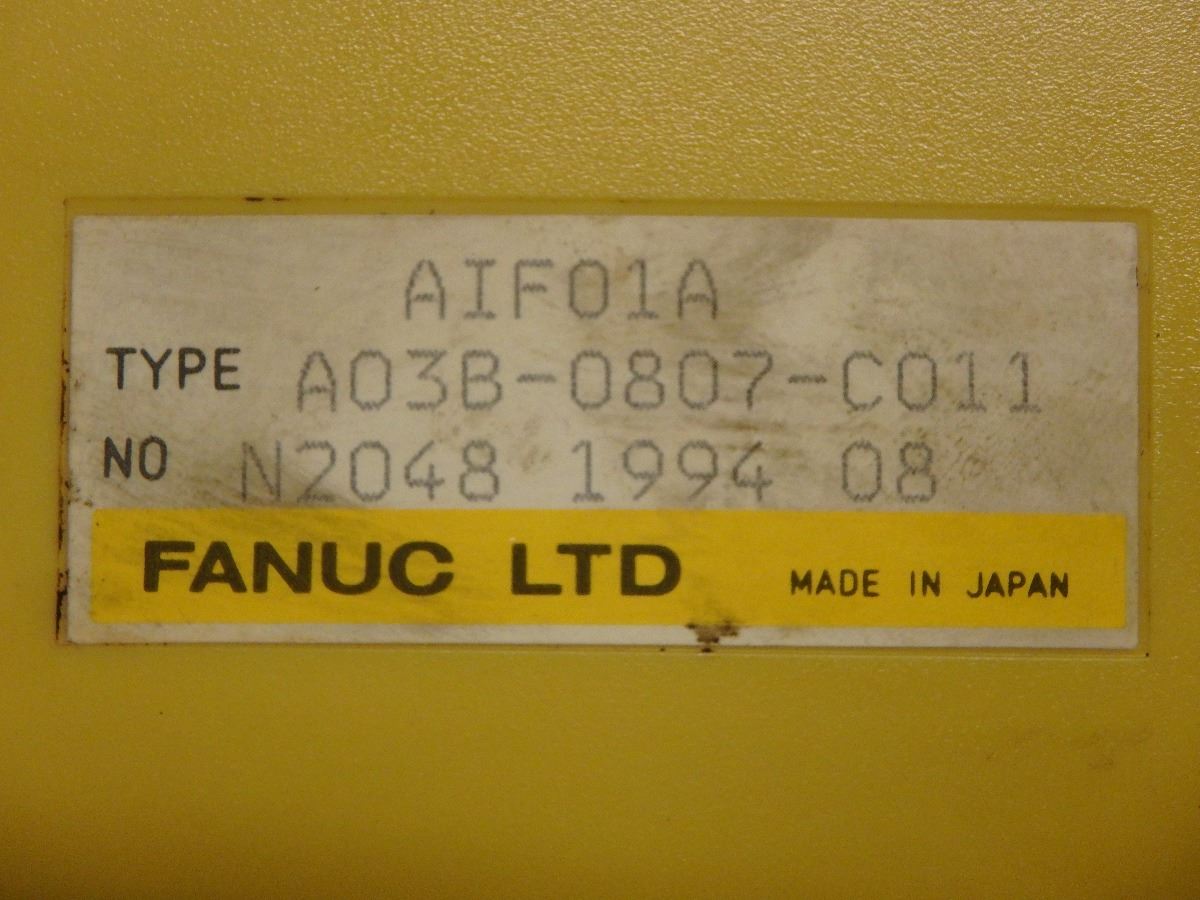 AIF01A
TYPE A03B-0807-C011
NO N2048 1994 08
FANUC LTD MADE IN JAPAN